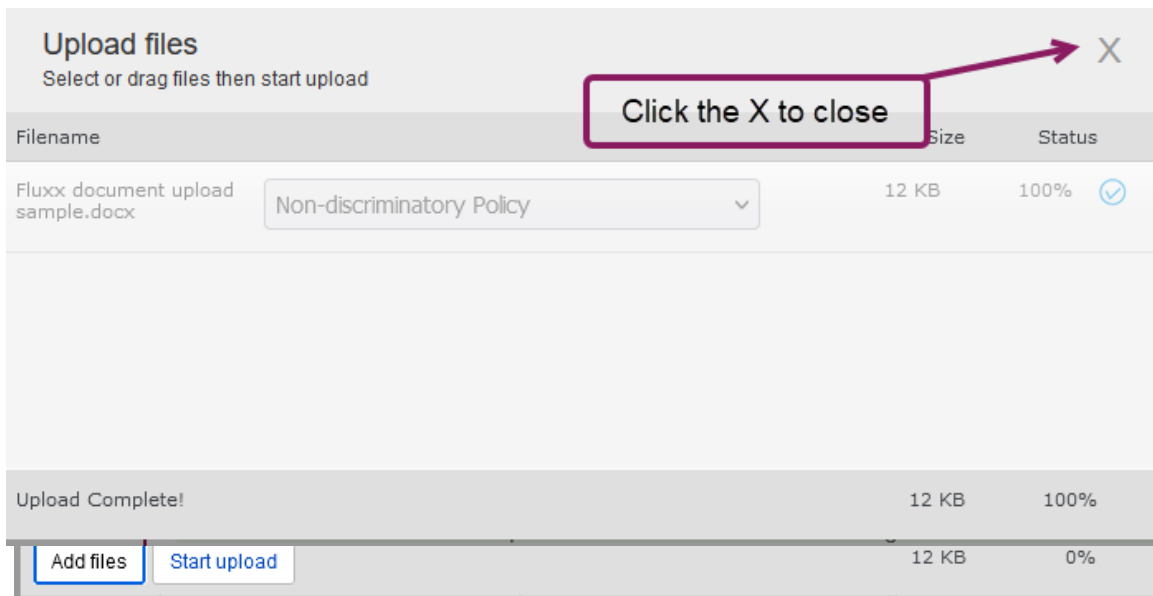 Upload files
X
Select or drag files then start upload
Click the X to close
Filename Size Status
Fluxx document upload 12 KB 100%
sample.docx
Non-discriminatory Policy
Upload Complete! 12 KB 100%
Add files Start upload 12 KB 0%